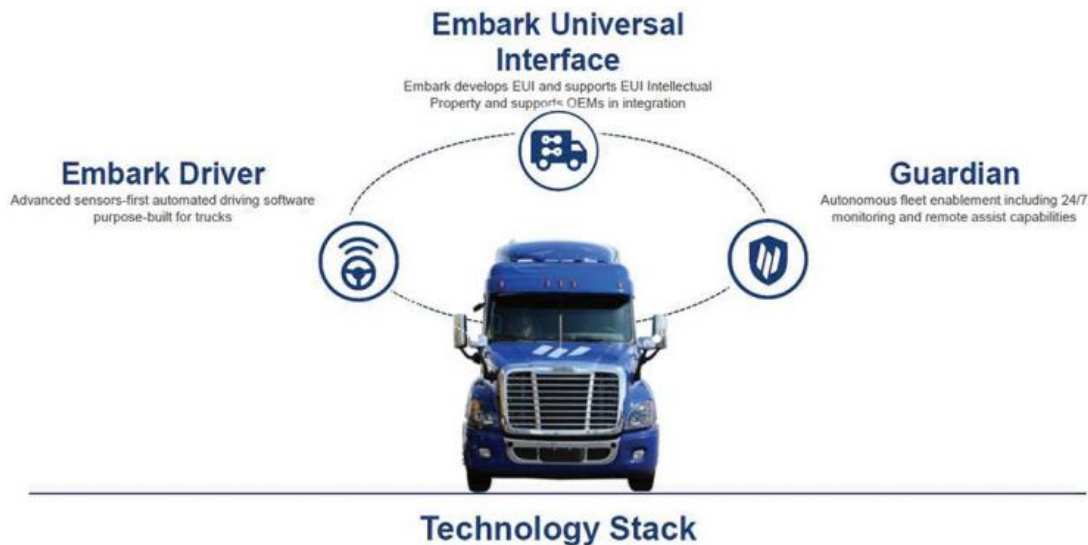 Embark Universal
Interface
Embark develops EUI and supports EUI Intellectual
Property and supports OEMs in integration
Embark Driver
Advanced sensors-first automated driving software
purpose-built for trucks
Guardian
Autonomous fleet enablement including 24/7
monitoring and remote assist capabilities
Technology Stack